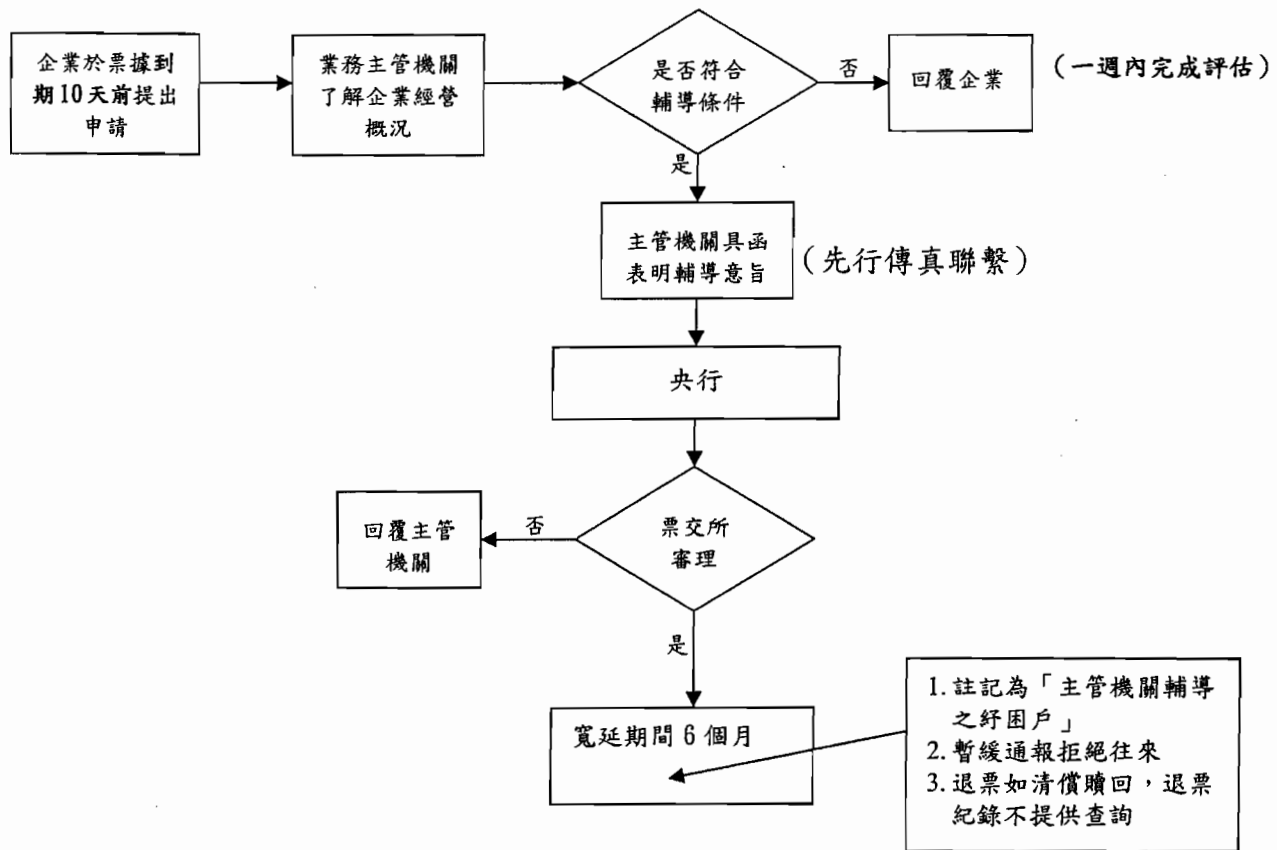 企業於票據到
期10天前提出
申請
業務主管機關
了解企業經營
概況
是否符合
輔導條件
否
回覆企業
(一週內完成評估)
是
主管機關具函
表明輔導意旨
(先行傳真聯繫)
央行
票交所
審理
否
回覆主管
機關
是
寬延期間6個月
1. 註記為「主管機關輔導
之紓困戶」
2. 暫緩通報拒絕往來
3. 退票如清償贖回,退票
紀錄不提供查詢